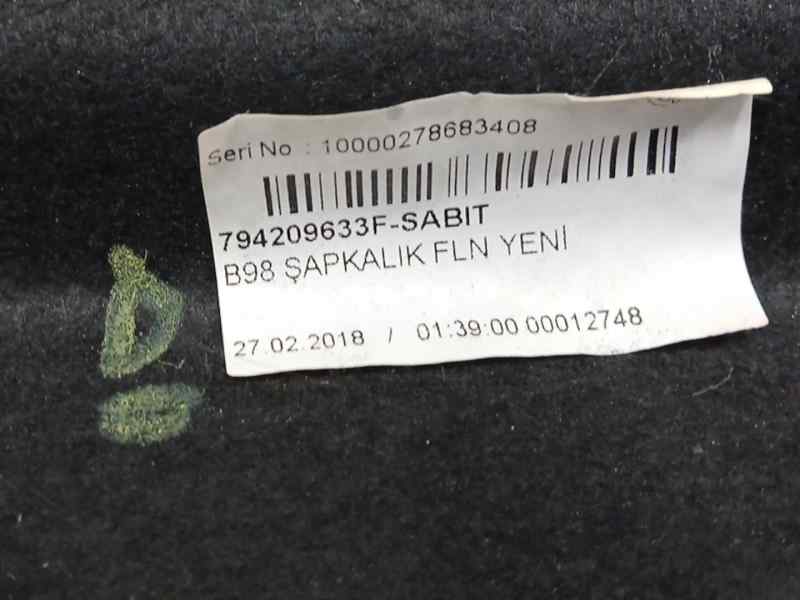 Seri No : 10000278683408
794209633F-SABIT
B98 ŞAPKALIK FLN YENİ
27.02.2018 / 01:39:00 00012748